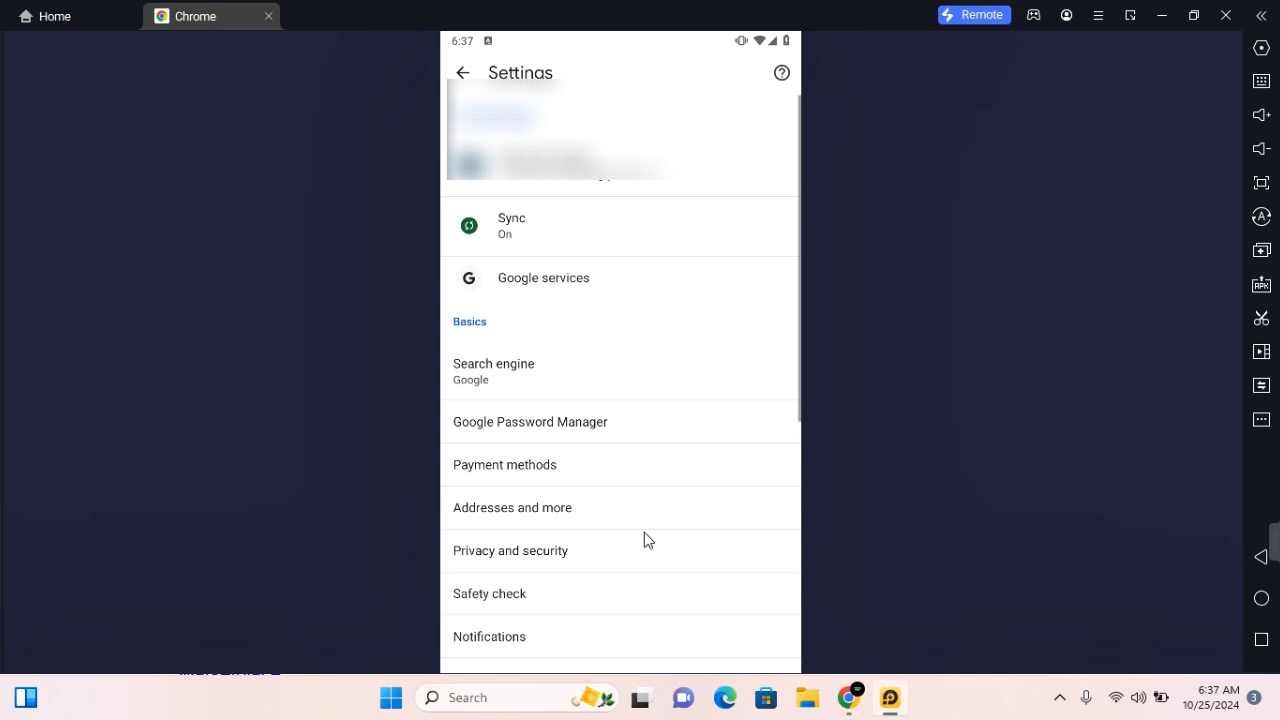 Home
Chrome
Remote
6:37
Settings
Sync
On
Google services
Basics
Search engine
Google
Google Password Manager
Payment methods
Addresses and more
Privacy and security
Safety check
Notifications
Search
6:37 AM
10/25/2024
3